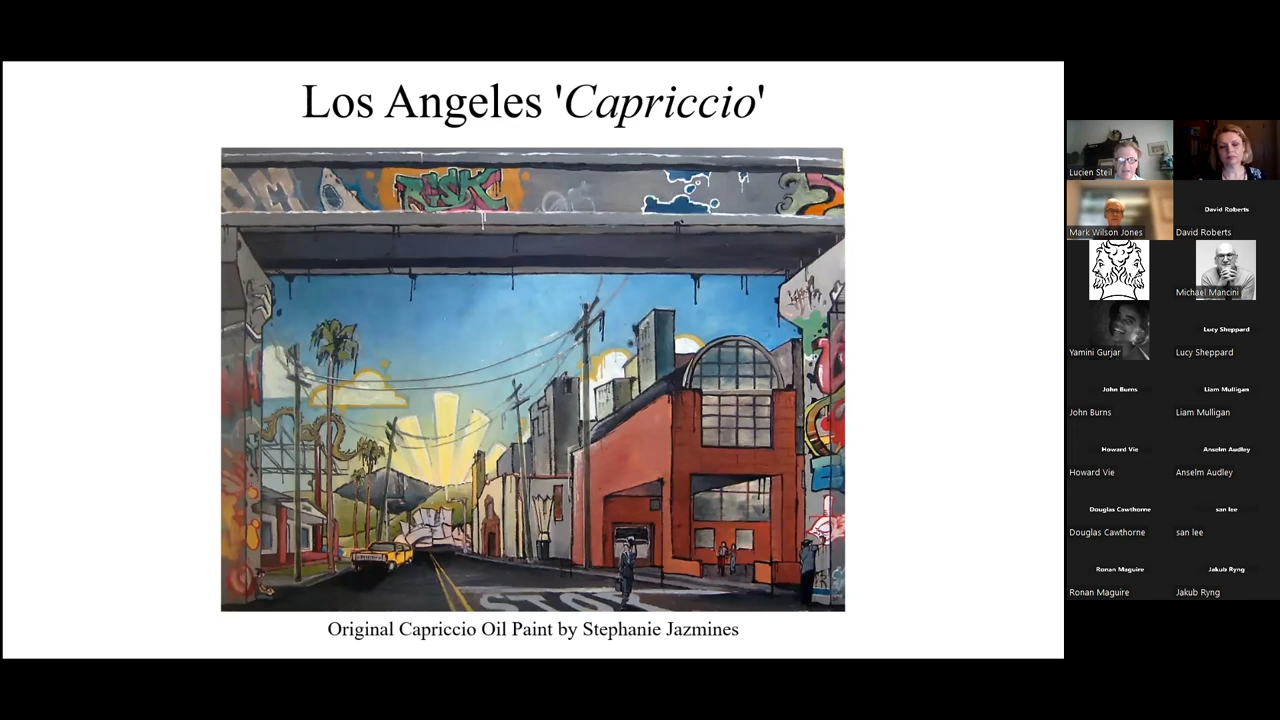 Los Angeles 'Capriccio'
RISK
STOP
Original Capriccio Oil Paint by Stephanie Jazmines
Lucien Steil
Mark Wilson Jones
David Roberts
David Roberts
Michael Mancini
Yamini Gurjar
Lucy Sheppard
Lucy Sheppard
John Burns
John Burns
Liam Mulligan
Liam Mulligan
Howard Vie
Howard Vie
Anselm Audley
Anselm Audley
Douglas Cawthorne
Douglas Cawthorne
san lee
san lee
Ronan Maguire
Ronan Maguire
Jakub Ryng
Jakub Ryng